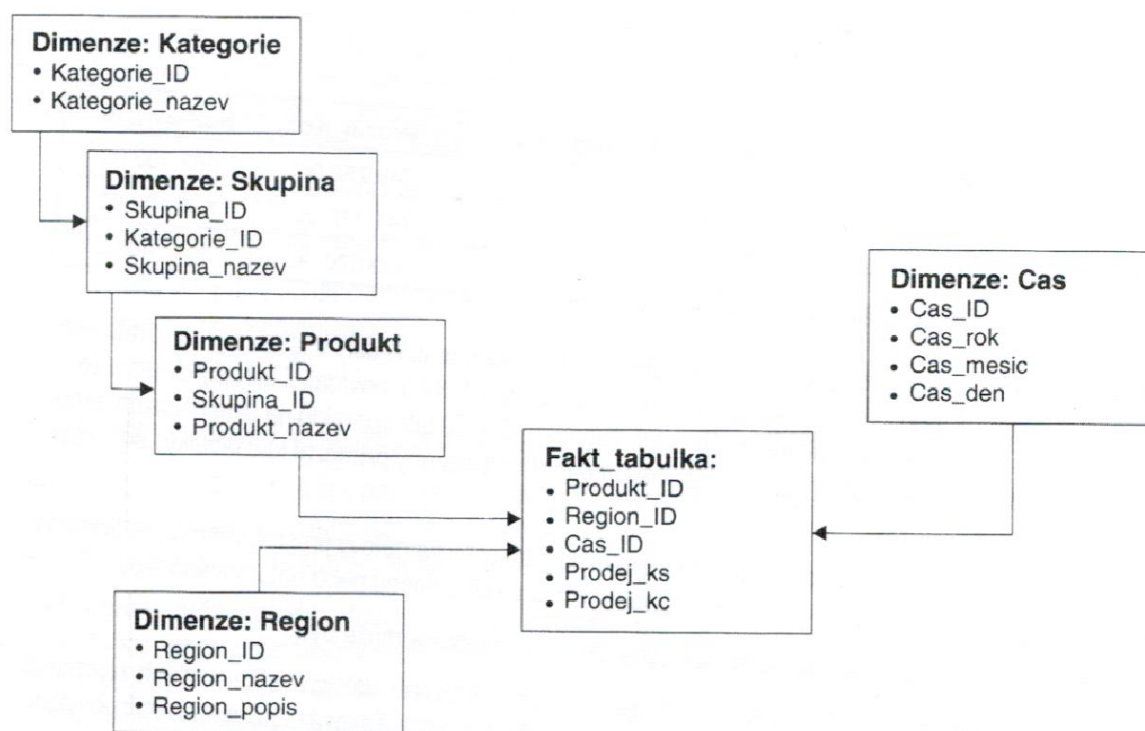 Dimenze: Kategorie
• Kategorie_ID
• Kategorie_nazev
Dimenze: Skupina
• Skupina_ID
• Kategorie_ID
• Skupina_nazev
Dimenze: Produkt
• Produkt_ID
• Skupina_ID
• Produkt_nazev
Dimenze: Cas
• Cas_ID
• Cas_rok
• Cas_mesic
• Cas_den
Fakt_tabulka:
• Produkt_ID
• Region_ID
• Cas_ID
• Prodej_ks
• Prodej_kc
Dimenze: Region
• Region_ID
• Region_nazev
• Region_popis